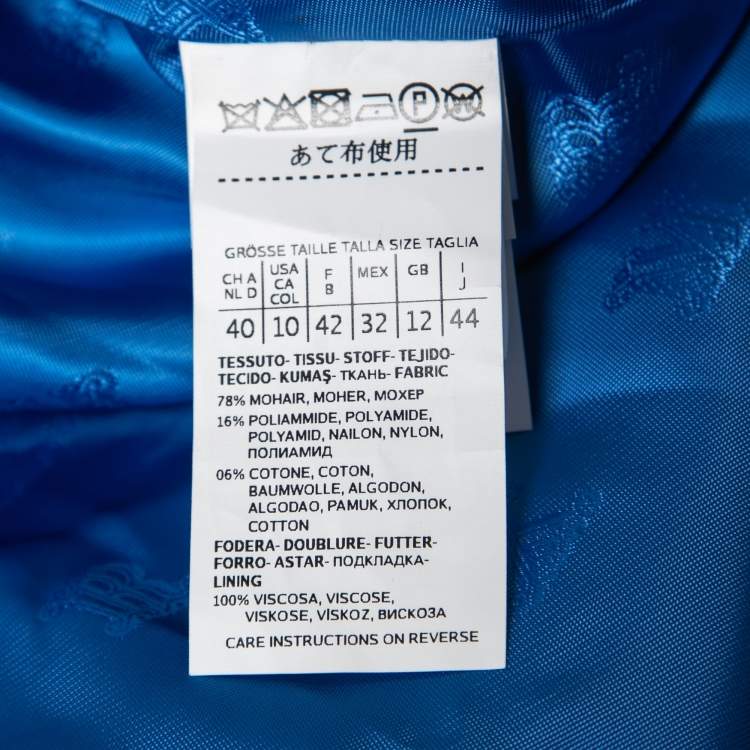 P
W
あて布使用
GRÖSSE TAILLE TALLA SIZE TAGLIA
CH A NL D USA CA COL F B MEX GB I J
40 10 42 32 12 44
TESSUTO- TISSU- STOFF- TEJIDO-
TECIDO- KUMAŞ- ТКАНЬ- FABRIC
78% MOHAIR, MOHER, МОХЕР
16% POLIAMMIDE, POLYAMIDE,
POLYAMID, NAILON, NYLON,
ПОЛИАМИД
06% COTONE, COTON,
BAUMWOLLE, ALGODON,
ALGODAO, PAMUK, ХЛОПОК,
COTTON
FODERA- DOUBLURE- FUTTER-
FORRO- ASTAR- ПОДКЛАДКА-
LINING
100% VISCOSA, VISCOSE,
VISKOSE, VİSKOZ, ВИСКОЗА
CARE INSTRUCTIONS ON REVERSE